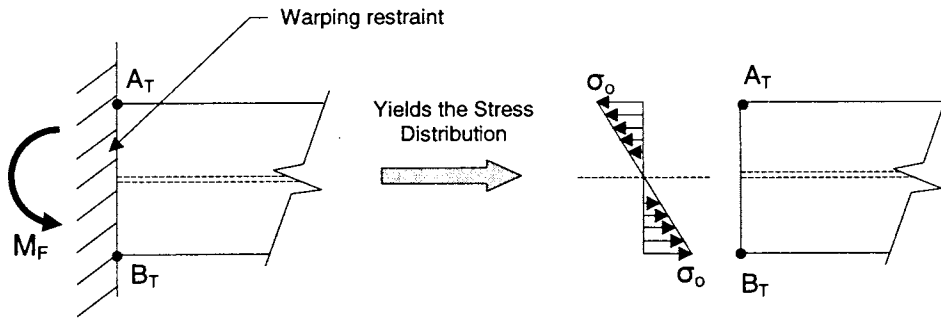 Warping restraint
A_T
M_F
B_T
Yields the Stress
Distribution
σ_o
σ_o
A_T
B_T